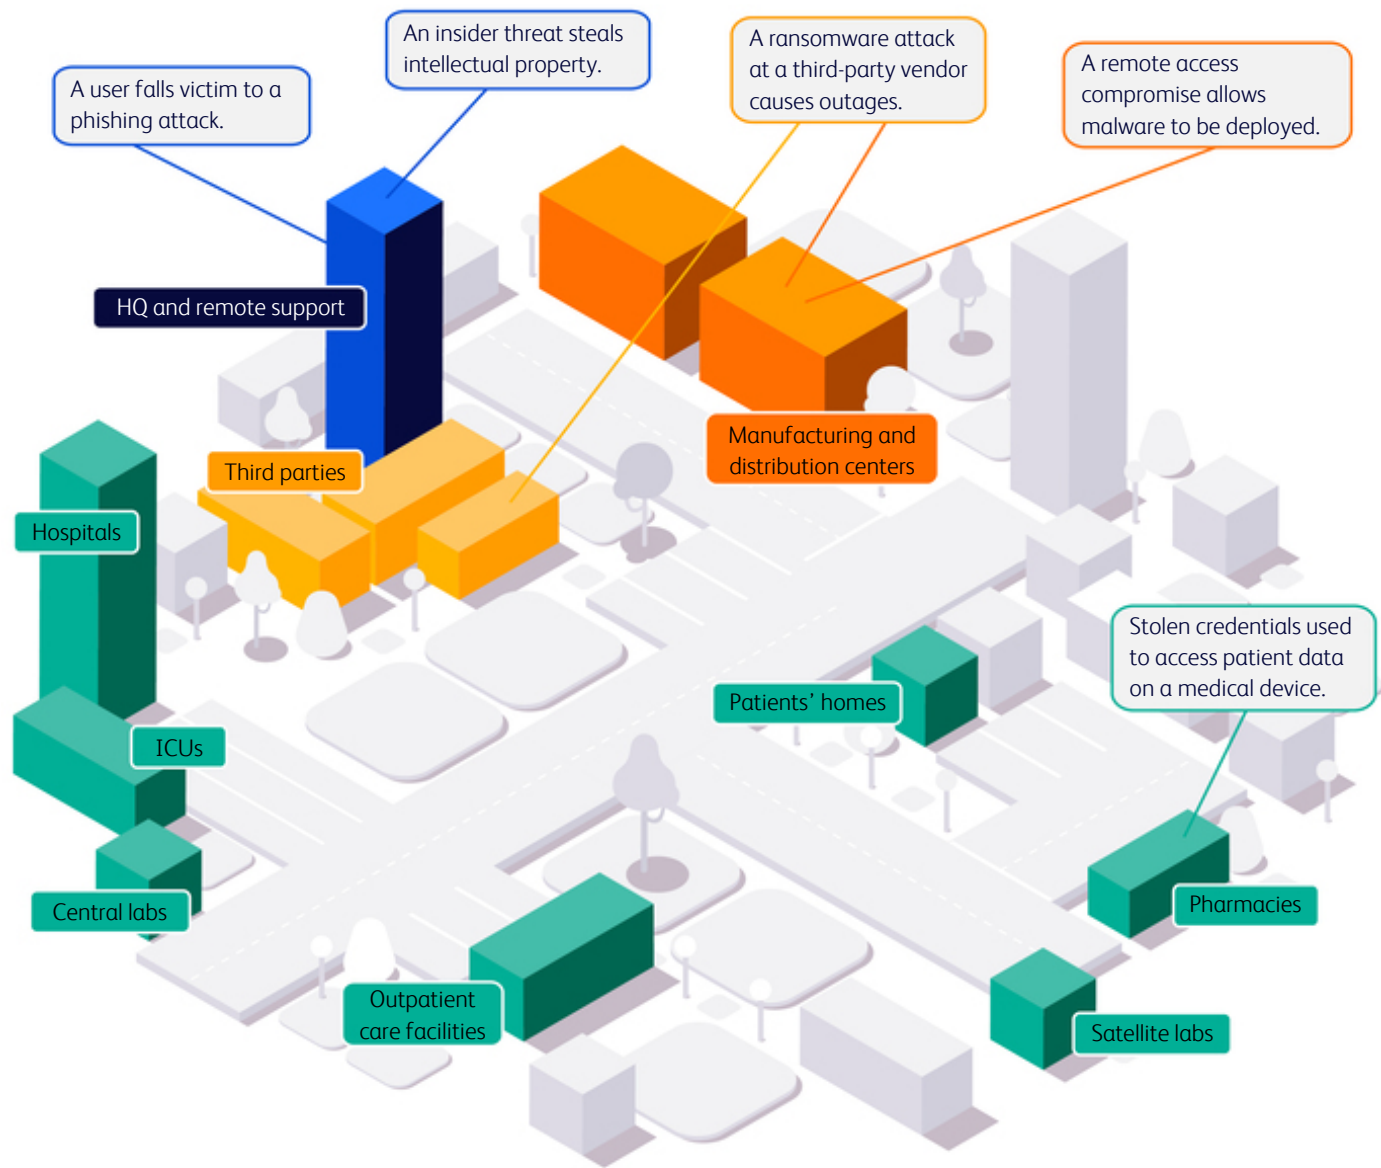 An insider threat steals
intellectual property.
A user falls victim to a
phishing attack.
A ransomware attack
at a third-party vendor
causes outages.
A remote access
compromise allows
malware to be deployed.
HQ and remote support
Manufacturing and
distribution centers
Third parties
Hospitals
Stolen credentials used
to access patient data
on a medical device.
Patients’ homes
ICUs
Central labs
Pharmacies
Outpatient
care facilities
Satellite labs